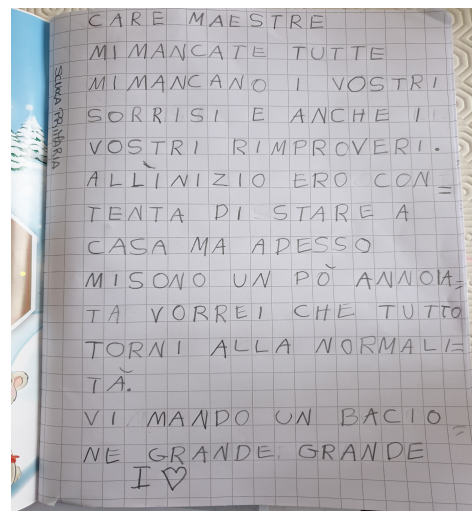 CARE MAESTRE
MI MANCATE TUTTE
MI MANCANO I VOSTRI
SORRISI E ANCHE I
VOSTRI RIMPROVERI.
ALL'INIZIO ERO CON=
TENTA DI STARE A
CASA MA ADESSO
MI SONO UN PÒ ANNOIA=
TA VORREI CHE TUTTO
TORNI ALLA NORMALI=
TÀ.
VI MANDO UN BACIO=
NE GRANDE GRANDE
I ♡
SCUOLA PRIMARIA